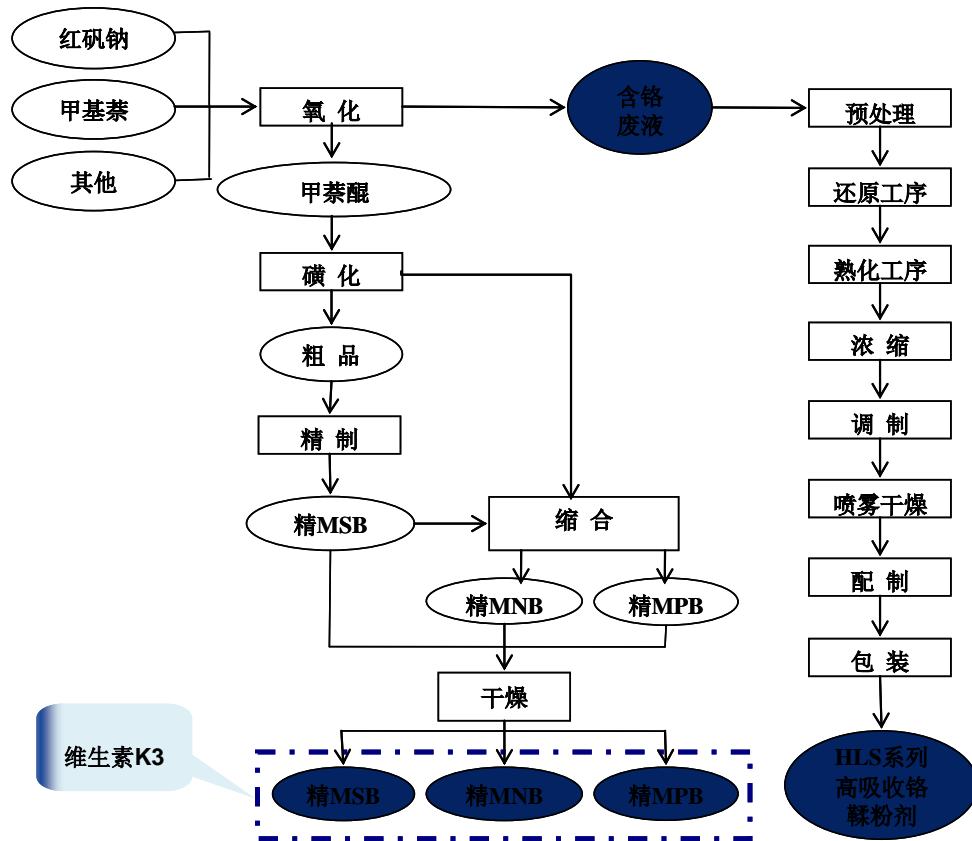 红矾钠
甲基萘
其他
氧 化
含铬
废液
预处理
甲萘醌
还原工序
磺 化
熟化工序
粗 品
浓 缩
精 制
调 制
精MSB
缩 合
喷雾干燥
精MNB
精MPB
配 制
包 装
干燥
维生素K3
精MSB
精MNB
精MPB
HLS系列
高吸收铬
鞣粉剂